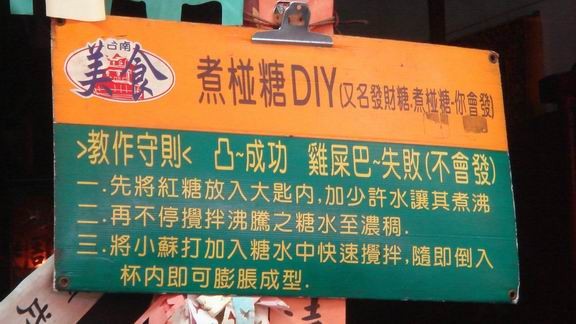 台南
美食
煮椪糖DIY(又名發財糖,煮椪糖-你會發)
>教作守則< 凸~成功 雞屎巴~失敗(不會發)
一.先將紅糖放入大匙內,加少許水讓其煮沸
二.再不停攪拌沸騰之糖水至濃稠.
三.將小蘇打加入糖水中快速攪拌,隨即倒入
杯內即可膨脹成型.